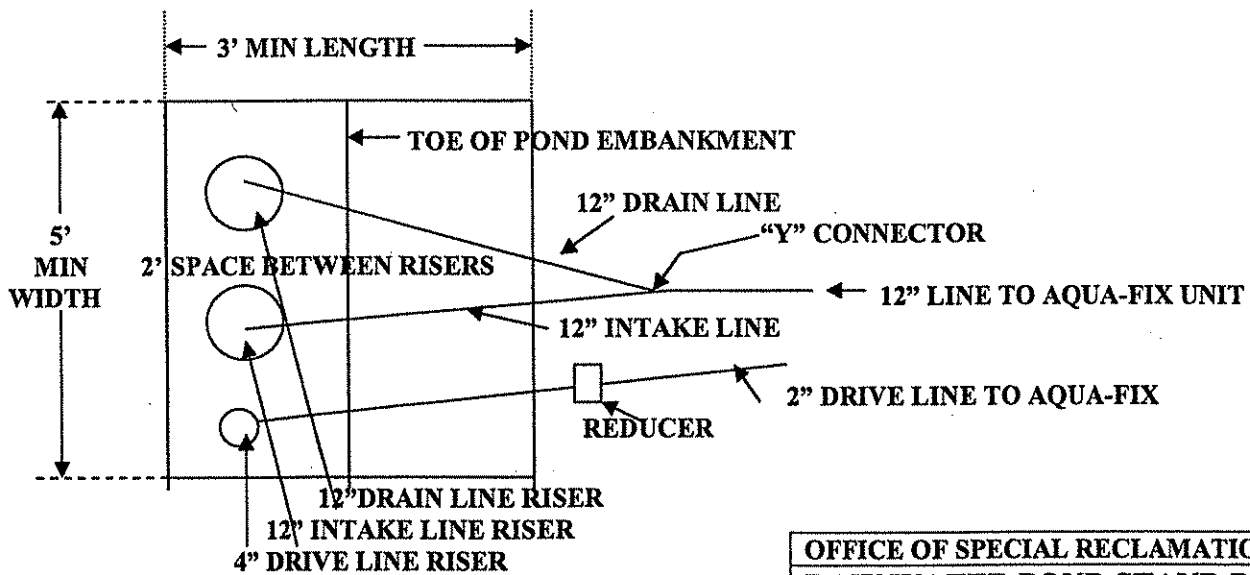 3' MIN LENGTH
TOE OF POND EMBANKMENT
12" DRAIN LINE
"Y" CONNECTOR
5'
MIN
WIDTH
2' SPACE BETWEEN RISERS
12" LINE TO AQUA-FIX UNIT
12" INTAKE LINE
2" DRIVE LINE TO AQUA-FIX
REDUCER
12"DRAIN LINE RISER
12" INTAKE LINE RISER
4" DRIVE LINE RISER
OFFICE OF SPECIAL